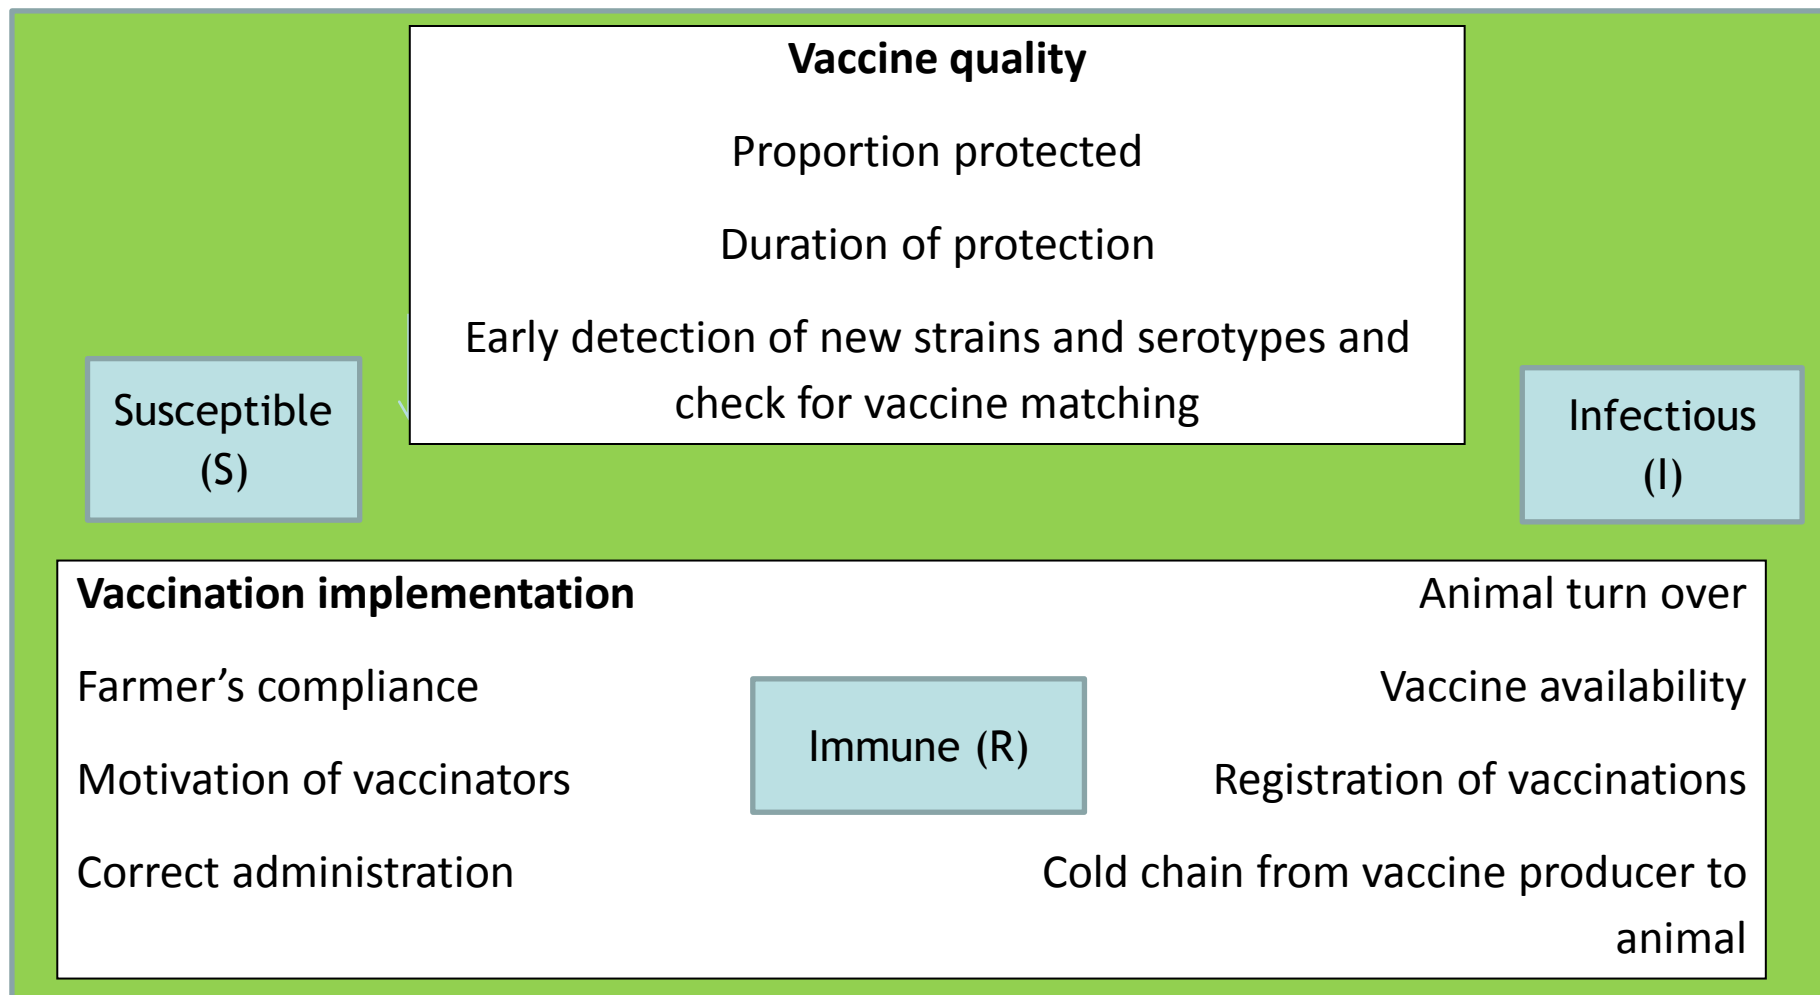 Vaccine quality
Proportion protected
Duration of protection
Early detection of new strains and serotypes and
check for vaccine matching
Susceptible
(S)
Infectious
(I)
Vaccination implementation
Farmer’s compliance
Motivation of vaccinators
Correct administration
Immune (R)
Animal turn over
Vaccine availability
Registration of vaccinations
Cold chain from vaccine producer to
animal